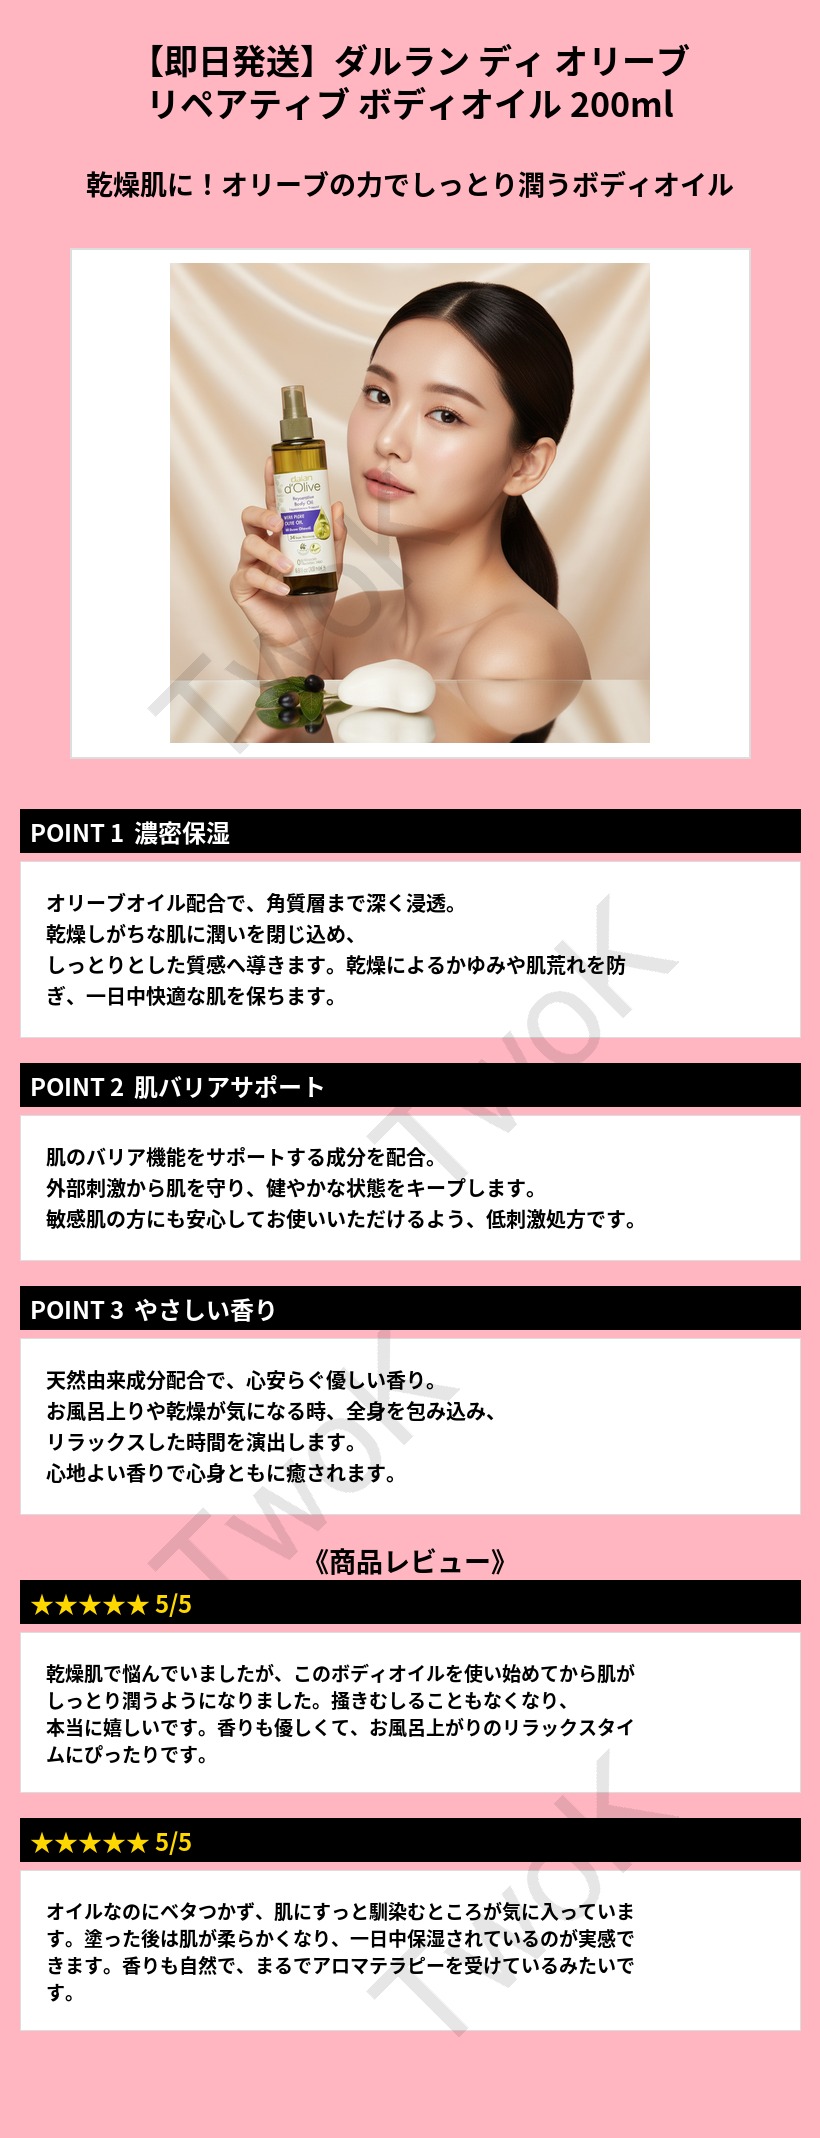 【即日発送】ダルラン ディ オリーブ
リペアティブ ボディオイル 200ml
乾燥肌に！オリーブの力でしっとり潤うボディオイル
dalan
d'Olive
Body Oil
OLIVE OIL
TwoK
POINT 1 濃密保湿
オリーブオイル配合で、角質層まで深く浸透。
乾燥しがちな肌に潤いを閉じ込め、
しっとりとした質感へ導きます。乾燥によるかゆみや肌荒れを防
ぎ、一日中快適な肌を保ちます。
TwoK
POINT 2 肌バリアサポート
肌のバリア機能をサポートする成分を配合。
外部刺激から肌を守り、健やかな状態をキープします。
敏感肌の方にも安心してお使いいただけるよう、低刺激処方です。
POINT 3 やさしい香り
天然由来成分配合で、心安らぐ優しい香り。
お風呂上りや乾燥が気になる時、全身を包み込み、
リラックスした時間を演出します。
心地よい香りで心身ともに癒されます。
TwoK
《商品レビュー》
★★★★★ 5/5
乾燥肌で悩んでいましたが、このボディオイルを使い始めてから肌が
しっとり潤うようになりました。掻きむしることもなくなり、
本当に嬉しいです。香りも優しくて、お風呂上がりのリラックスタイ
ムにぴったりです。
★★★★★ 5/5
オイルなのにベタつかず、肌にすっと馴染むところが気に入っていま
す。塗った後は肌が柔らかくなり、一日中保湿されているのが実感で
きます。香りも自然で、まるでアロマテラピーを受けているみたいで
す。
TwoK